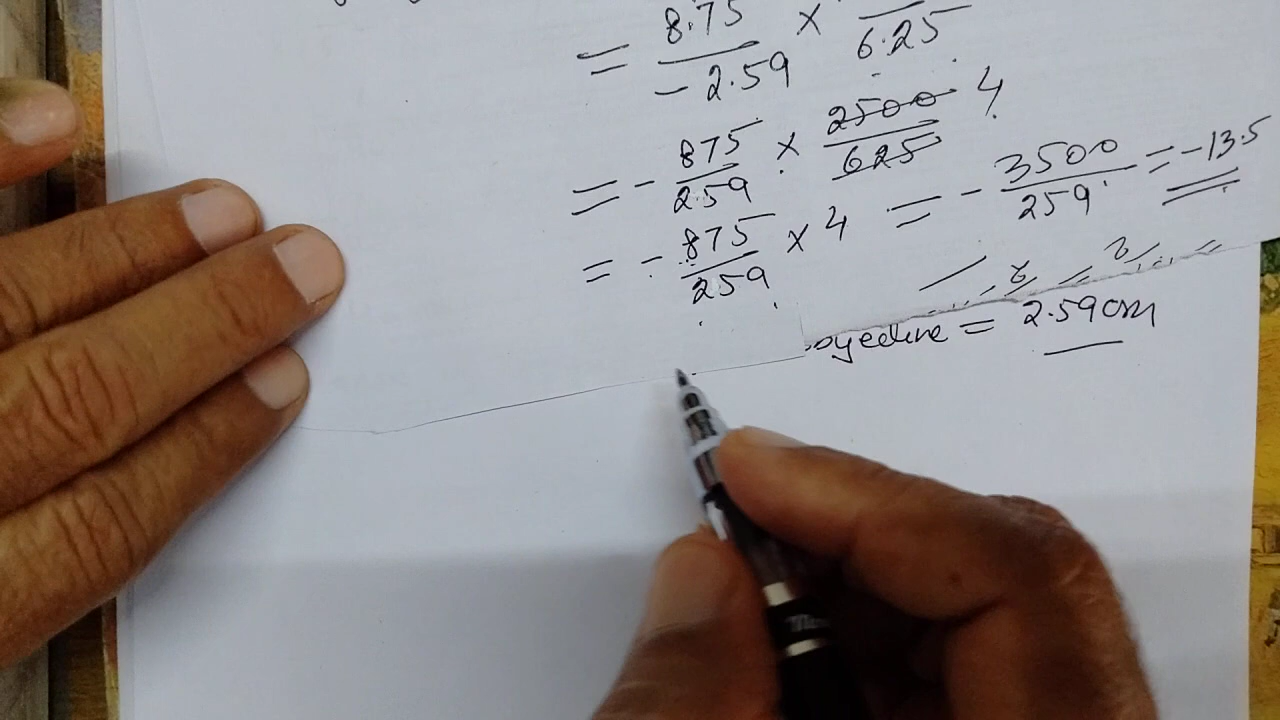 = 8.75 / -2.59 × / 6.25
= - 875 / 259 × 2500 / 625 4
= - 875 / 259 × 4 = - 3500 / 259 = -13.5
= 2.59cm